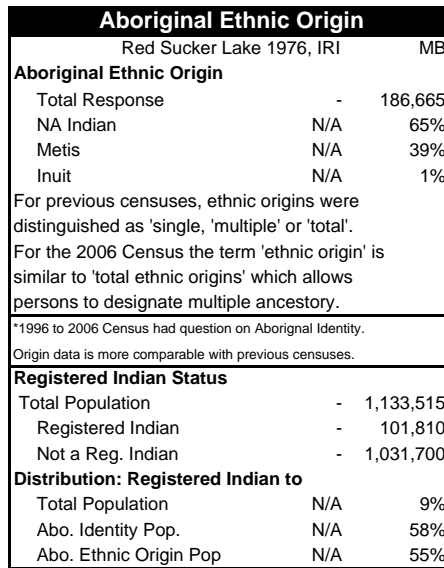 Aboriginal Ethnic Origin
Red Sucker Lake 1976, IRI MB
Aboriginal Ethnic Origin
Total Response - 186,665
NA Indian N/A 65%
Metis N/A 39%
Inuit N/A 1%
For previous censuses, ethnic origins were
distinguished as 'single, 'multiple' or 'total'.
For the 2006 Census the term 'ethnic origin' is
similar to 'total ethnic origins' which allows
persons to designate multiple ancestory.
*1996 to 2006 Census had question on Aborignal Identity.
Origin data is more comparable with previous censuses.
Registered Indian Status
Total Population - 1,133,515
Registered Indian - 101,810
Not a Reg. Indian - 1,031,700
Distribution: Registered Indian to
Total Population N/A 9%
Abo. Identity Pop. N/A 58%
Abo. Ethnic Origin Pop N/A 55%